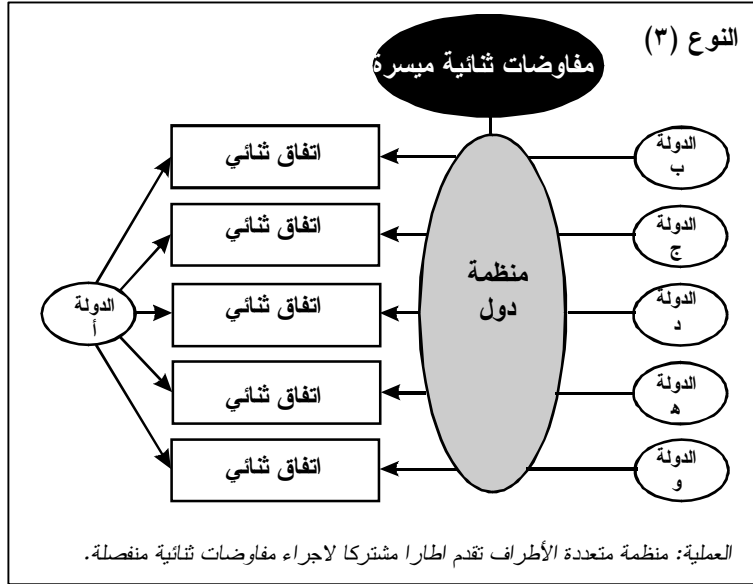 النوع (٣)
مفاوضات ثنائية ميسرة
الدولة
ب
اتفاق ثنائي
الدولة
ج
اتفاق ثنائي
منظمة
دول
الدولة
د
اتفاق ثنائي
الدولة
أ
الدولة
ه
اتفاق ثنائي
الدولة
و
اتفاق ثنائي
العملية: منظمة متعددة الأطراف تقدم اطارا مشتركا لاجراء مفاوضات ثنائية منفصلة.